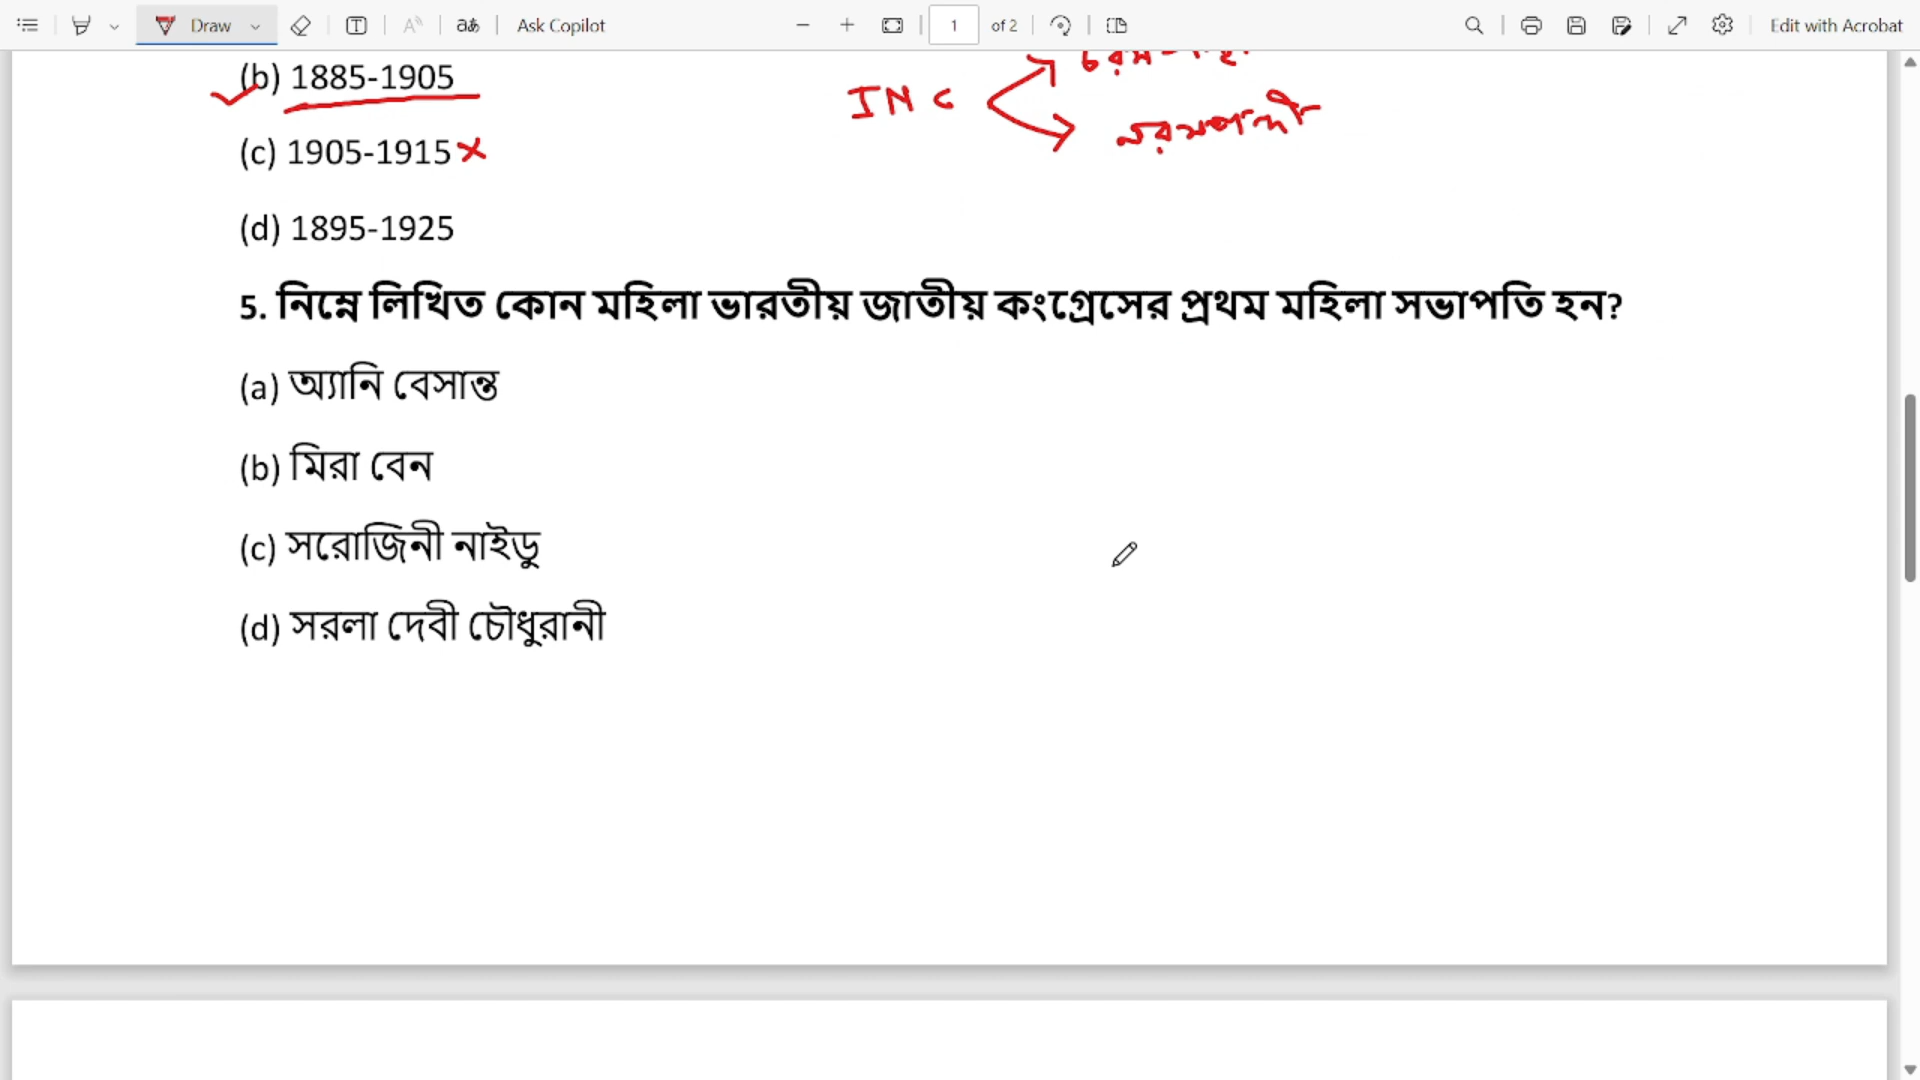 Draw
Ask Copilot
1 of 2
Edit with Acrobat
(b) 1885-1905
INC
নরমপন্থী
(c) 1905-1915 ×
(d) 1895-1925
5. নিম্নে লিখিত কোন মহিলা ভারতীয় জাতীয় কংগ্রেসের প্রথম মহিলা সভাপতি হন?
(a) অ্যানি বেসান্ত
(b) মিরা বেন
(c) সরোজিনী নাইডু
(d) সরলা দেবী চৌধুরানী